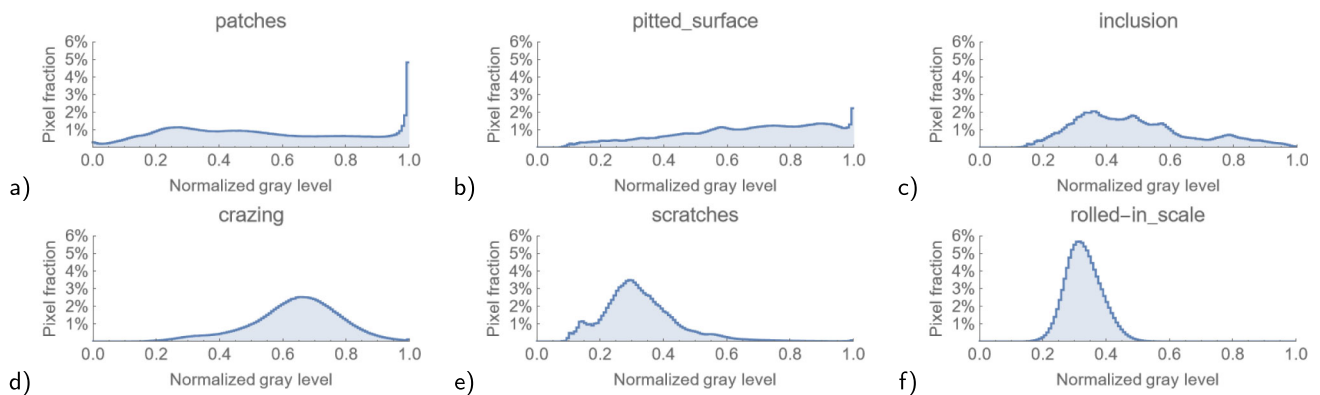 patches
pitted_surface
inclusion
Pixel fraction
6%
5%
4%
3%
2%
1%
0.0 0.2 0.4 0.6 0.8 1.0
Normalized gray level
a)
Pixel fraction
6%
5%
4%
3%
2%
1%
0.0 0.2 0.4 0.6 0.8 1.0
Normalized gray level
b)
Pixel fraction
6%
5%
4%
3%
2%
1%
0.0 0.2 0.4 0.6 0.8 1.0
Normalized gray level
c)
crazing
scratches
rolled-in_scale
Pixel fraction
6%
5%
4%
3%
2%
1%
0.0 0.2 0.4 0.6 0.8 1.0
Normalized gray level
d)
Pixel fraction
6%
5%
4%
3%
2%
1%
0.0 0.2 0.4 0.6 0.8 1.0
Normalized gray level
e)
Pixel fraction
6%
5%
4%
3%
2%
1%
0.0 0.2 0.4 0.6 0.8 1.0
Normalized gray level
f)